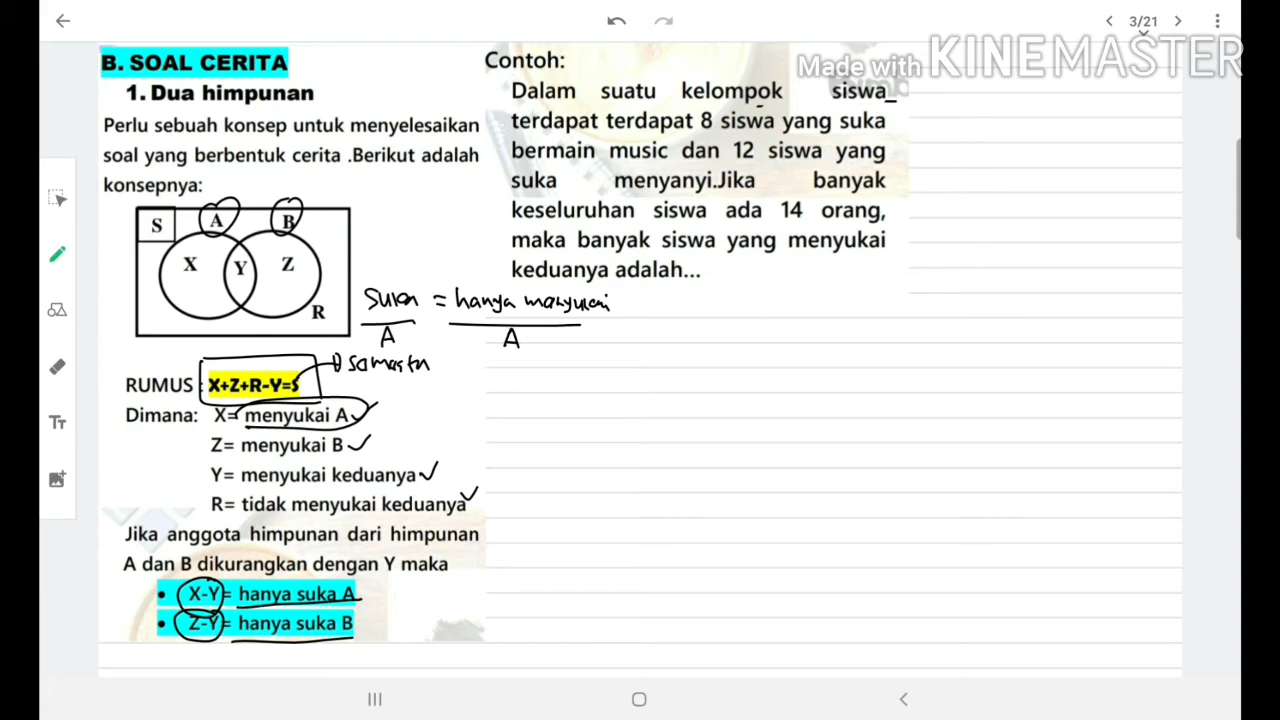 3/21
Made with KINEMASTER
B. SOAL CERITA
1. Dua himpunan
Perlu sebuah konsep untuk menyelesaikan
soal yang berbentuk cerita .Berikut adalah
konsepnya:
S A B
X Y Z
R
RUMUS : X+Z+R-Y=S
Dimana: X= menyukai A
Z= menyukai B
Y= menyukai keduanya
R= tidak menyukai keduanya
Jika anggota himpunan dari himpunan
A dan B dikurangkan dengan Y maka
• X-Y= hanya suka A
• Z-Y= hanya suka B
Contoh:
Dalam suatu kelompok siswa
terdapat terdapat 8 siswa yang suka
bermain music dan 12 siswa yang
suka menyanyi.Jika banyak
keseluruhan siswa ada 14 orang,
maka banyak siswa yang menyukai
keduanya adalah...
= hanya
A A
Tт